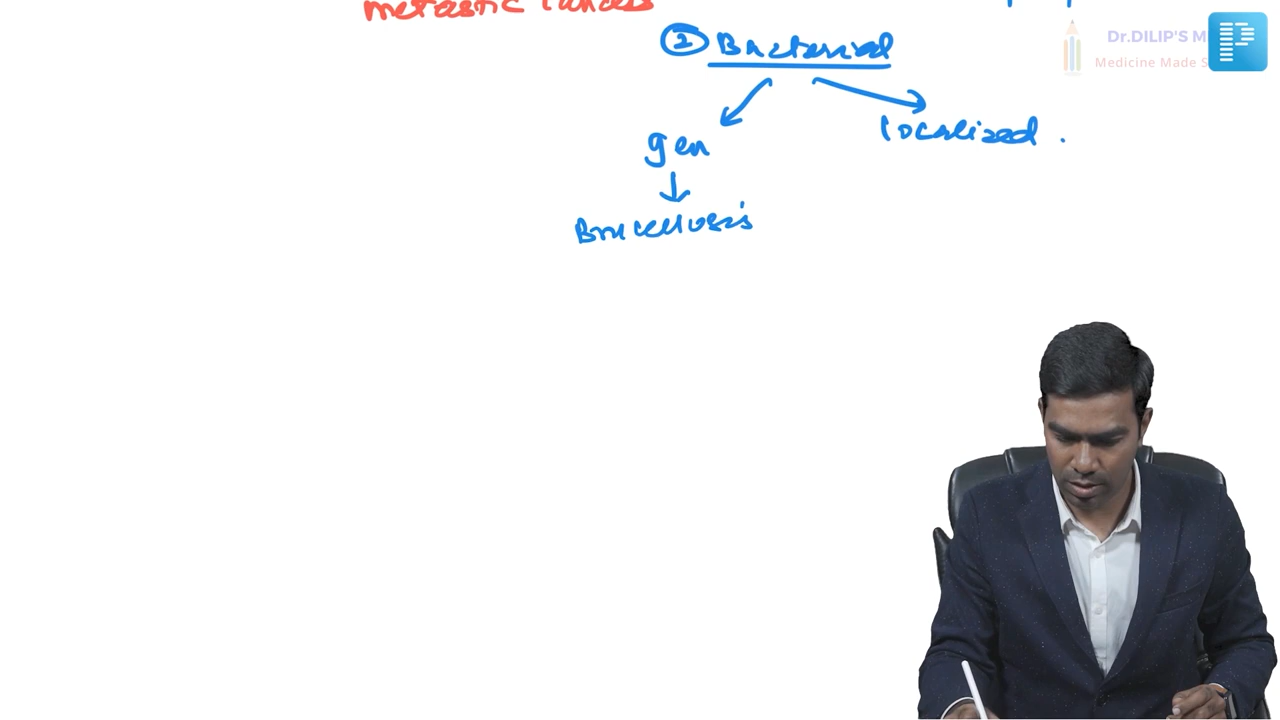 ② Bacterial
gen
localized .
Brucellosis
Dr.DILIP'S M
Medicine Made S